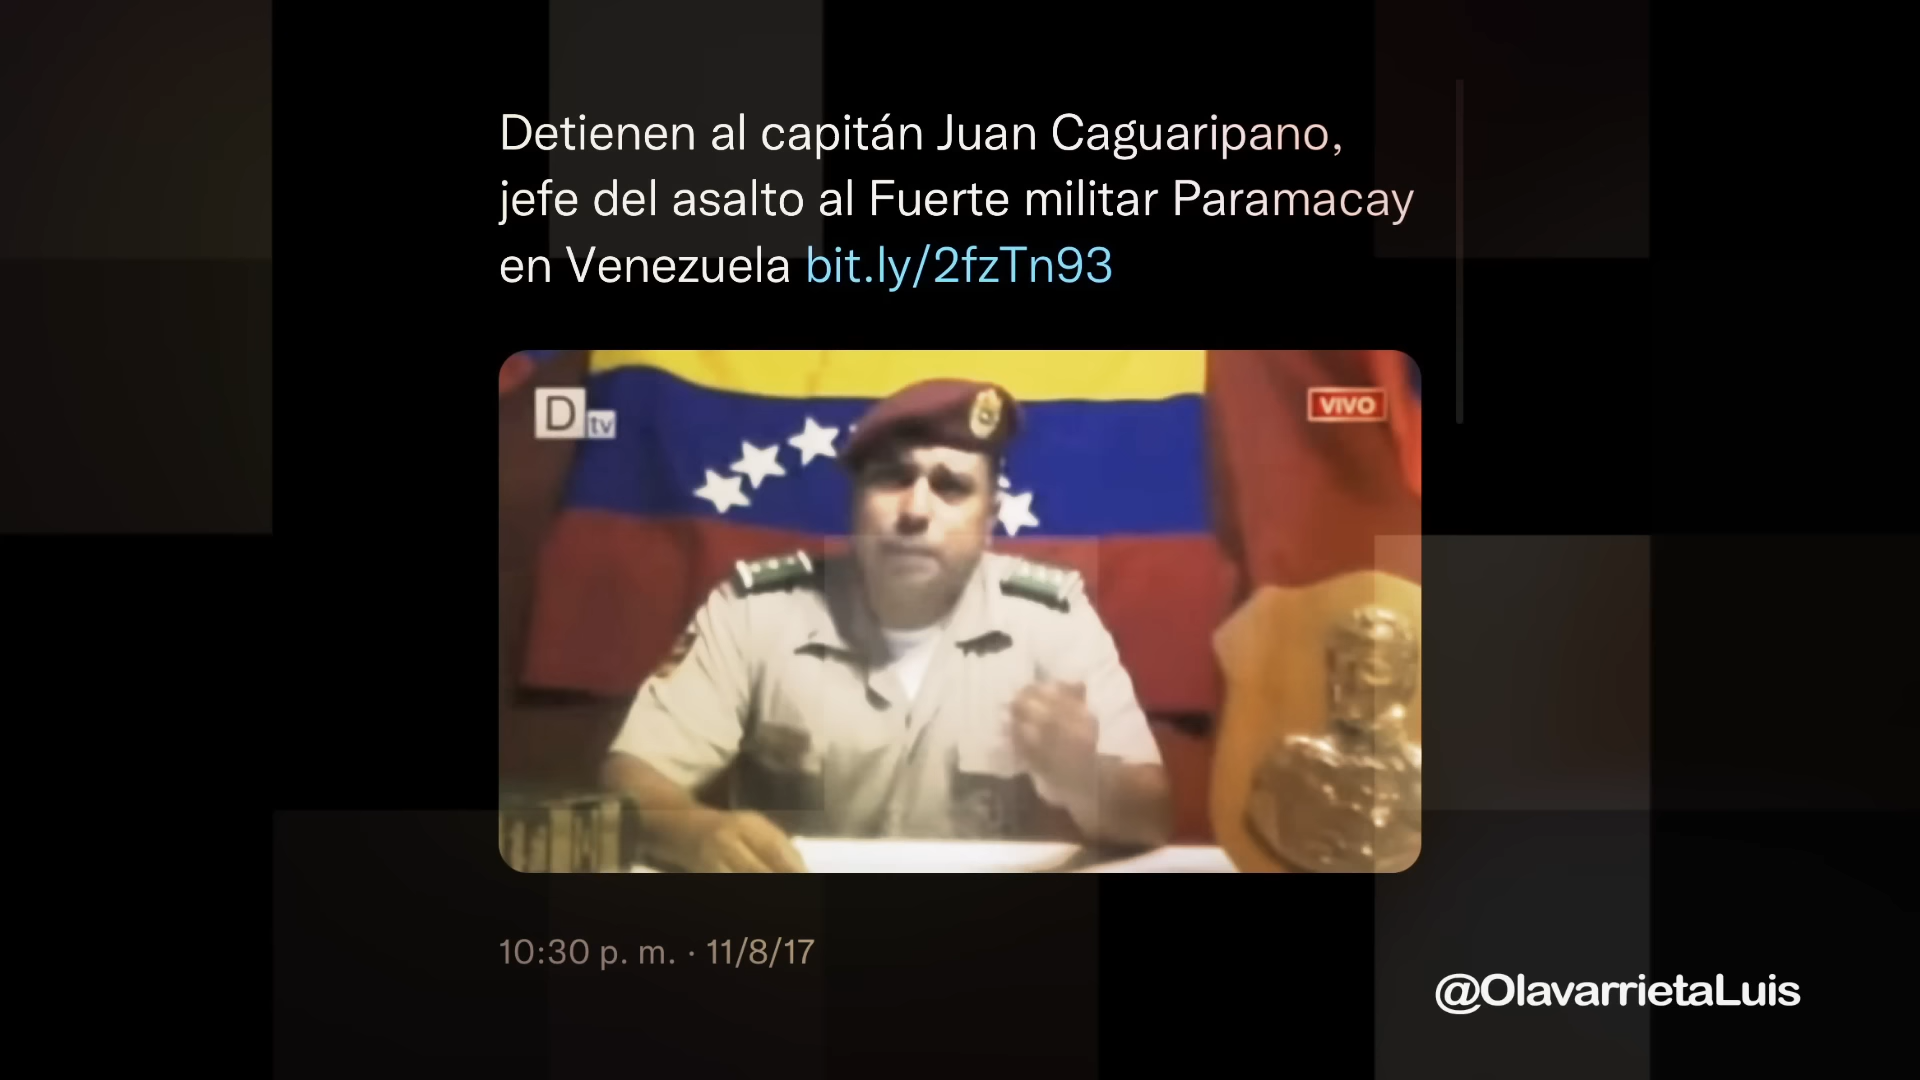 Detienen al capitán Juan Caguaripano,
jefe del asalto al Fuerte militar Paramacay
en Venezuela bit.ly/2fzTn93
D tv
VIVO
10:30 p. m. · 11/8/17
@OlavarrietaLuis